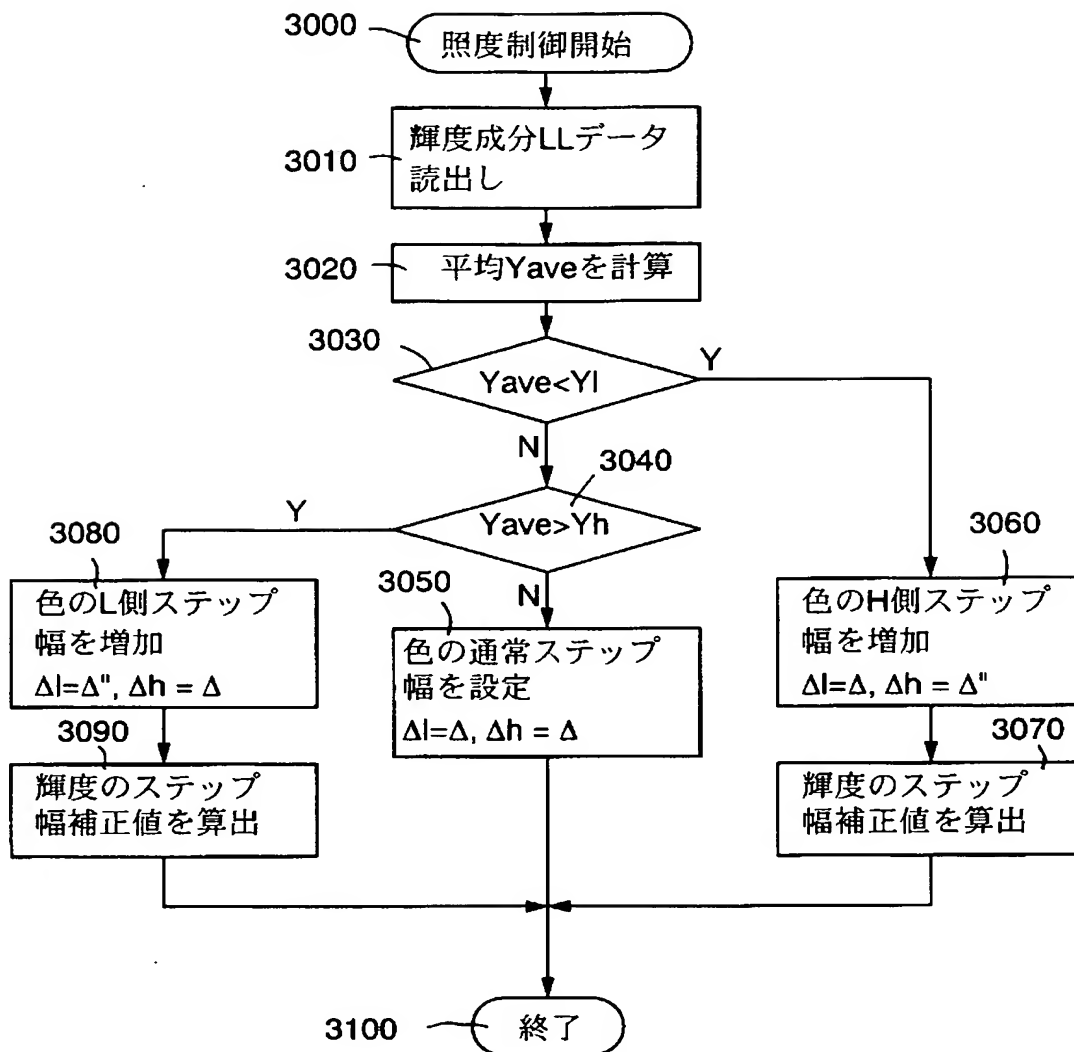 3000
照度制御開始
3010
輝度成分LLデータ
読出し
3020
平均Yaveを計算
3030
Yave<Yl
Y
N
3040
Yave>Yh
Y
N
3080
色のL側ステップ
幅を増加
Δl=Δ", Δh = Δ
3050
色の通常ステップ
幅を設定
Δl=Δ, Δh = Δ
3060
色のH側ステップ
幅を増加
Δl=Δ, Δh = Δ"
3090
輝度のステップ
幅補正値を算出
3070
輝度のステップ
幅補正値を算出
3100
終了